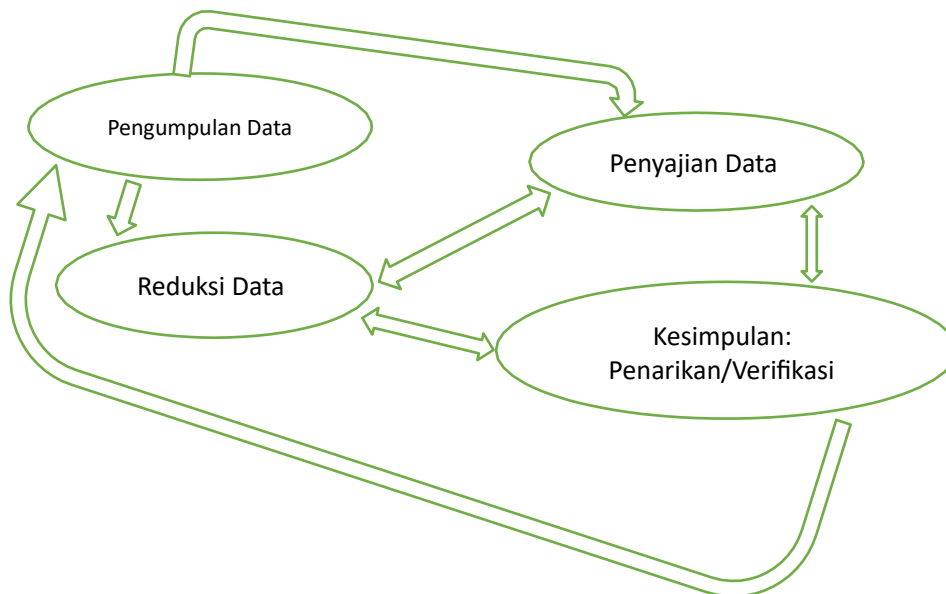 Pengumpulan Data
Penyajian Data
Reduksi Data
Kesimpulan:
Penarikan/Verifikasi